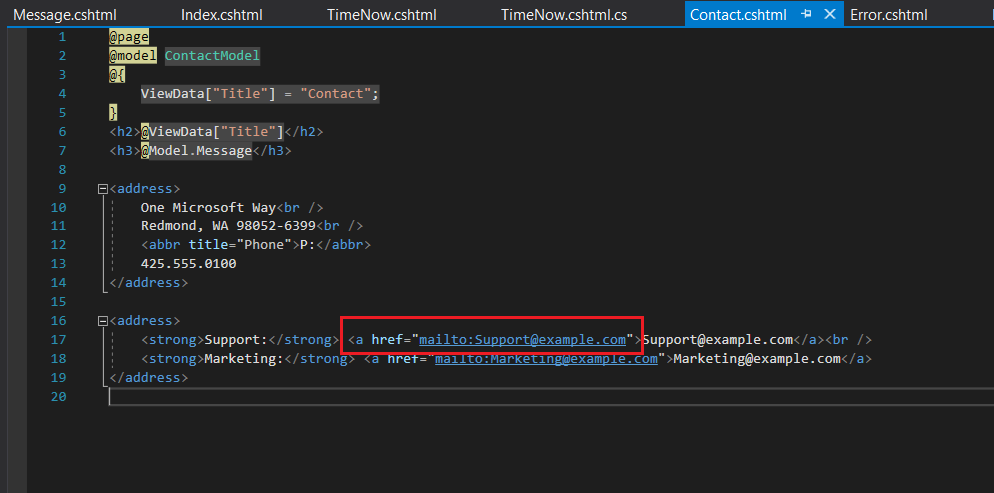 Message.cshtml Index.cshtml TimeNow.cshtml TimeNow.cshtml.cs Contact.cshtml Error.cshtml
1 @page
2 @model ContactModel
3 @{
4 ViewData["Title"] = "Contact";
5 }
6 <h2>@ViewData["Title"]</h2>
7 <h3>@Model.Message</h3>
8
9 <address>
10 One Microsoft Way<br />
11 Redmond, WA 98052-6399<br />
12 <abbr title="Phone">P:</abbr>
13 425.555.0100
14 </address>
15
16 <address>
17 <strong>Support:</strong> <a href="mailto:Support@example.com">Support@example.com</a><br />
18 <strong>Marketing:</strong> <a href="mailto:Marketing@example.com">Marketing@example.com</a>
19 </address>
20